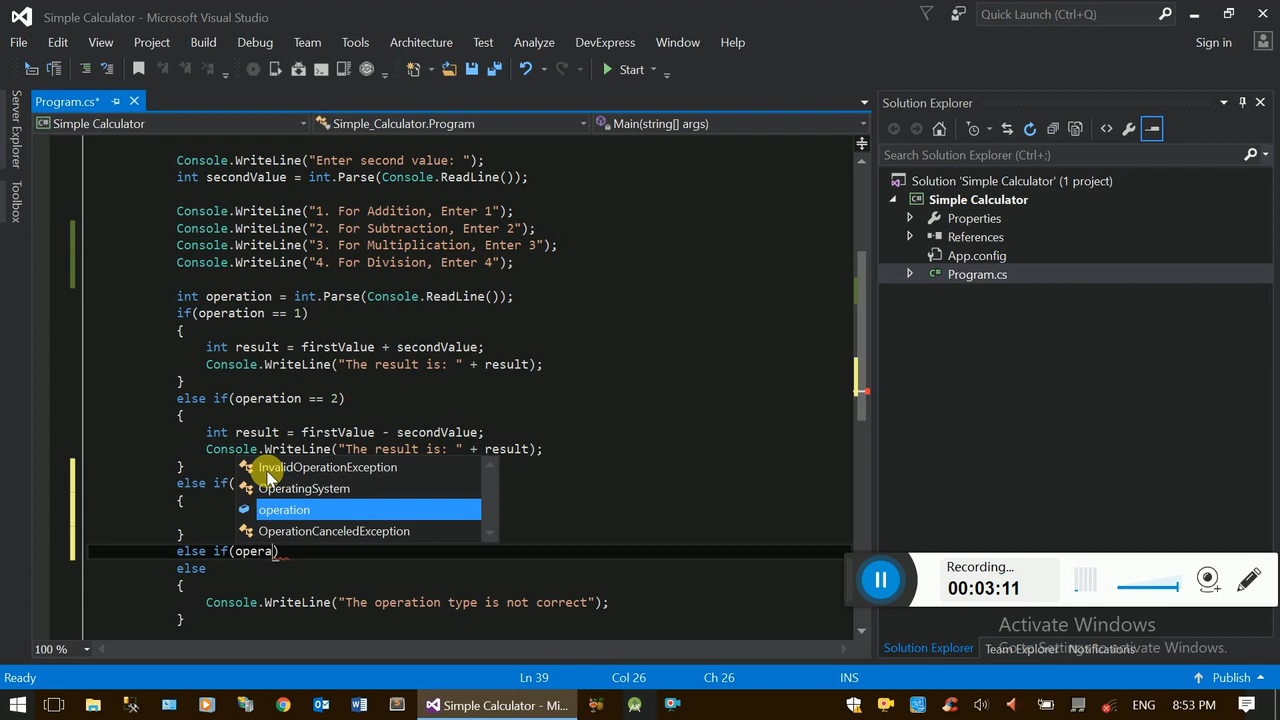 Simple Calculator - Microsoft Visual Studio
Quick Launch (Ctrl+Q)
File Edit View Project Build Debug Team Tools Architecture Test Analyze DevExpress Window Help
Sign in
Start
Server Explorer
Toolbox
Program.cs*
Simple Calculator
Simple_Calculator.Program
Main(string[] args)
Console.WriteLine("Enter second value: ");
int secondValue = int.Parse(Console.ReadLine());
Console.WriteLine("1. For Addition, Enter 1");
Console.WriteLine("2. For Subtraction, Enter 2");
Console.WriteLine("3. For Multiplication, Enter 3");
Console.WriteLine("4. For Division, Enter 4");
int operation = int.Parse(Console.ReadLine());
if(operation == 1)
{
int result = firstValue + secondValue;
Console.WriteLine("The result is: " + result);
}
else if(operation == 2)
{
int result = firstValue - secondValue;
Console.WriteLine("The result is: " + result);
}
else if(
{
}
else if(opera)
else
{
Console.WriteLine("The operation type is not correct");
}
InvalidOperationException
OperatingSystem
operation
OperationCanceledException
100 %
Solution Explorer
Search Solution Explorer (Ctrl+;)
Solution 'Simple Calculator' (1 project)
Simple Calculator
Properties
References
App.config
Program.cs
Recording...
00:03:11
Activate Windows
Go to Settings to activate Windows.
Solution Explorer Team Explorer Notifications
Ready
Ln 39
Col 26
Ch 26
INS
Publish
Simple Calculator - Mi...
ENG
8:53 PM